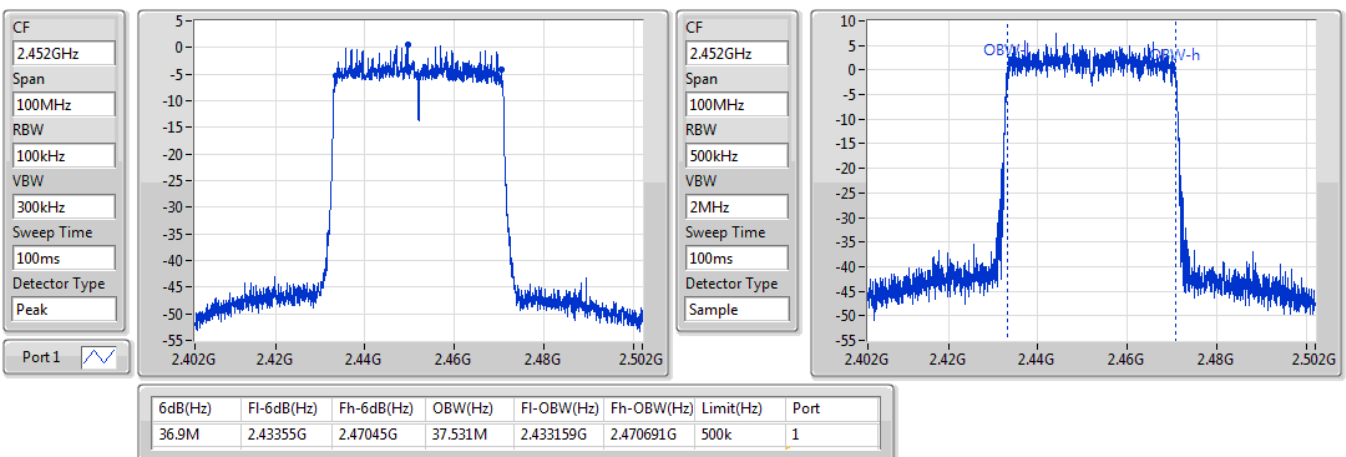 CF
2.452GHz
Span
100MHz
RBW
100kHz
VBW
300kHz
Sweep Time
100ms
Detector Type
Peak
Port 1
5
0
-5
-10
-15
-20
-25
-30
-35
-40
-45
-50
-55
2.402G 2.42G 2.44G 2.46G 2.48G 2.502G
CF
2.452GHz
Span
100MHz
RBW
500kHz
VBW
2MHz
Sweep Time
100ms
Detector Type
Sample
10
5
0
-5
-10
-15
-20
-25
-30
-35
-40
-45
-50
-55
OBW-h
2.402G 2.42G 2.44G 2.46G 2.48G 2.502G
6dB(Hz) Fl-6dB(Hz) Fh-6dB(Hz) OBW(Hz) Fl-OBW(Hz) Fh-OBW(Hz) Limit(Hz) Port
36.9M 2.43355G 2.47045G 37.531M 2.433159G 2.470691G 500k 1